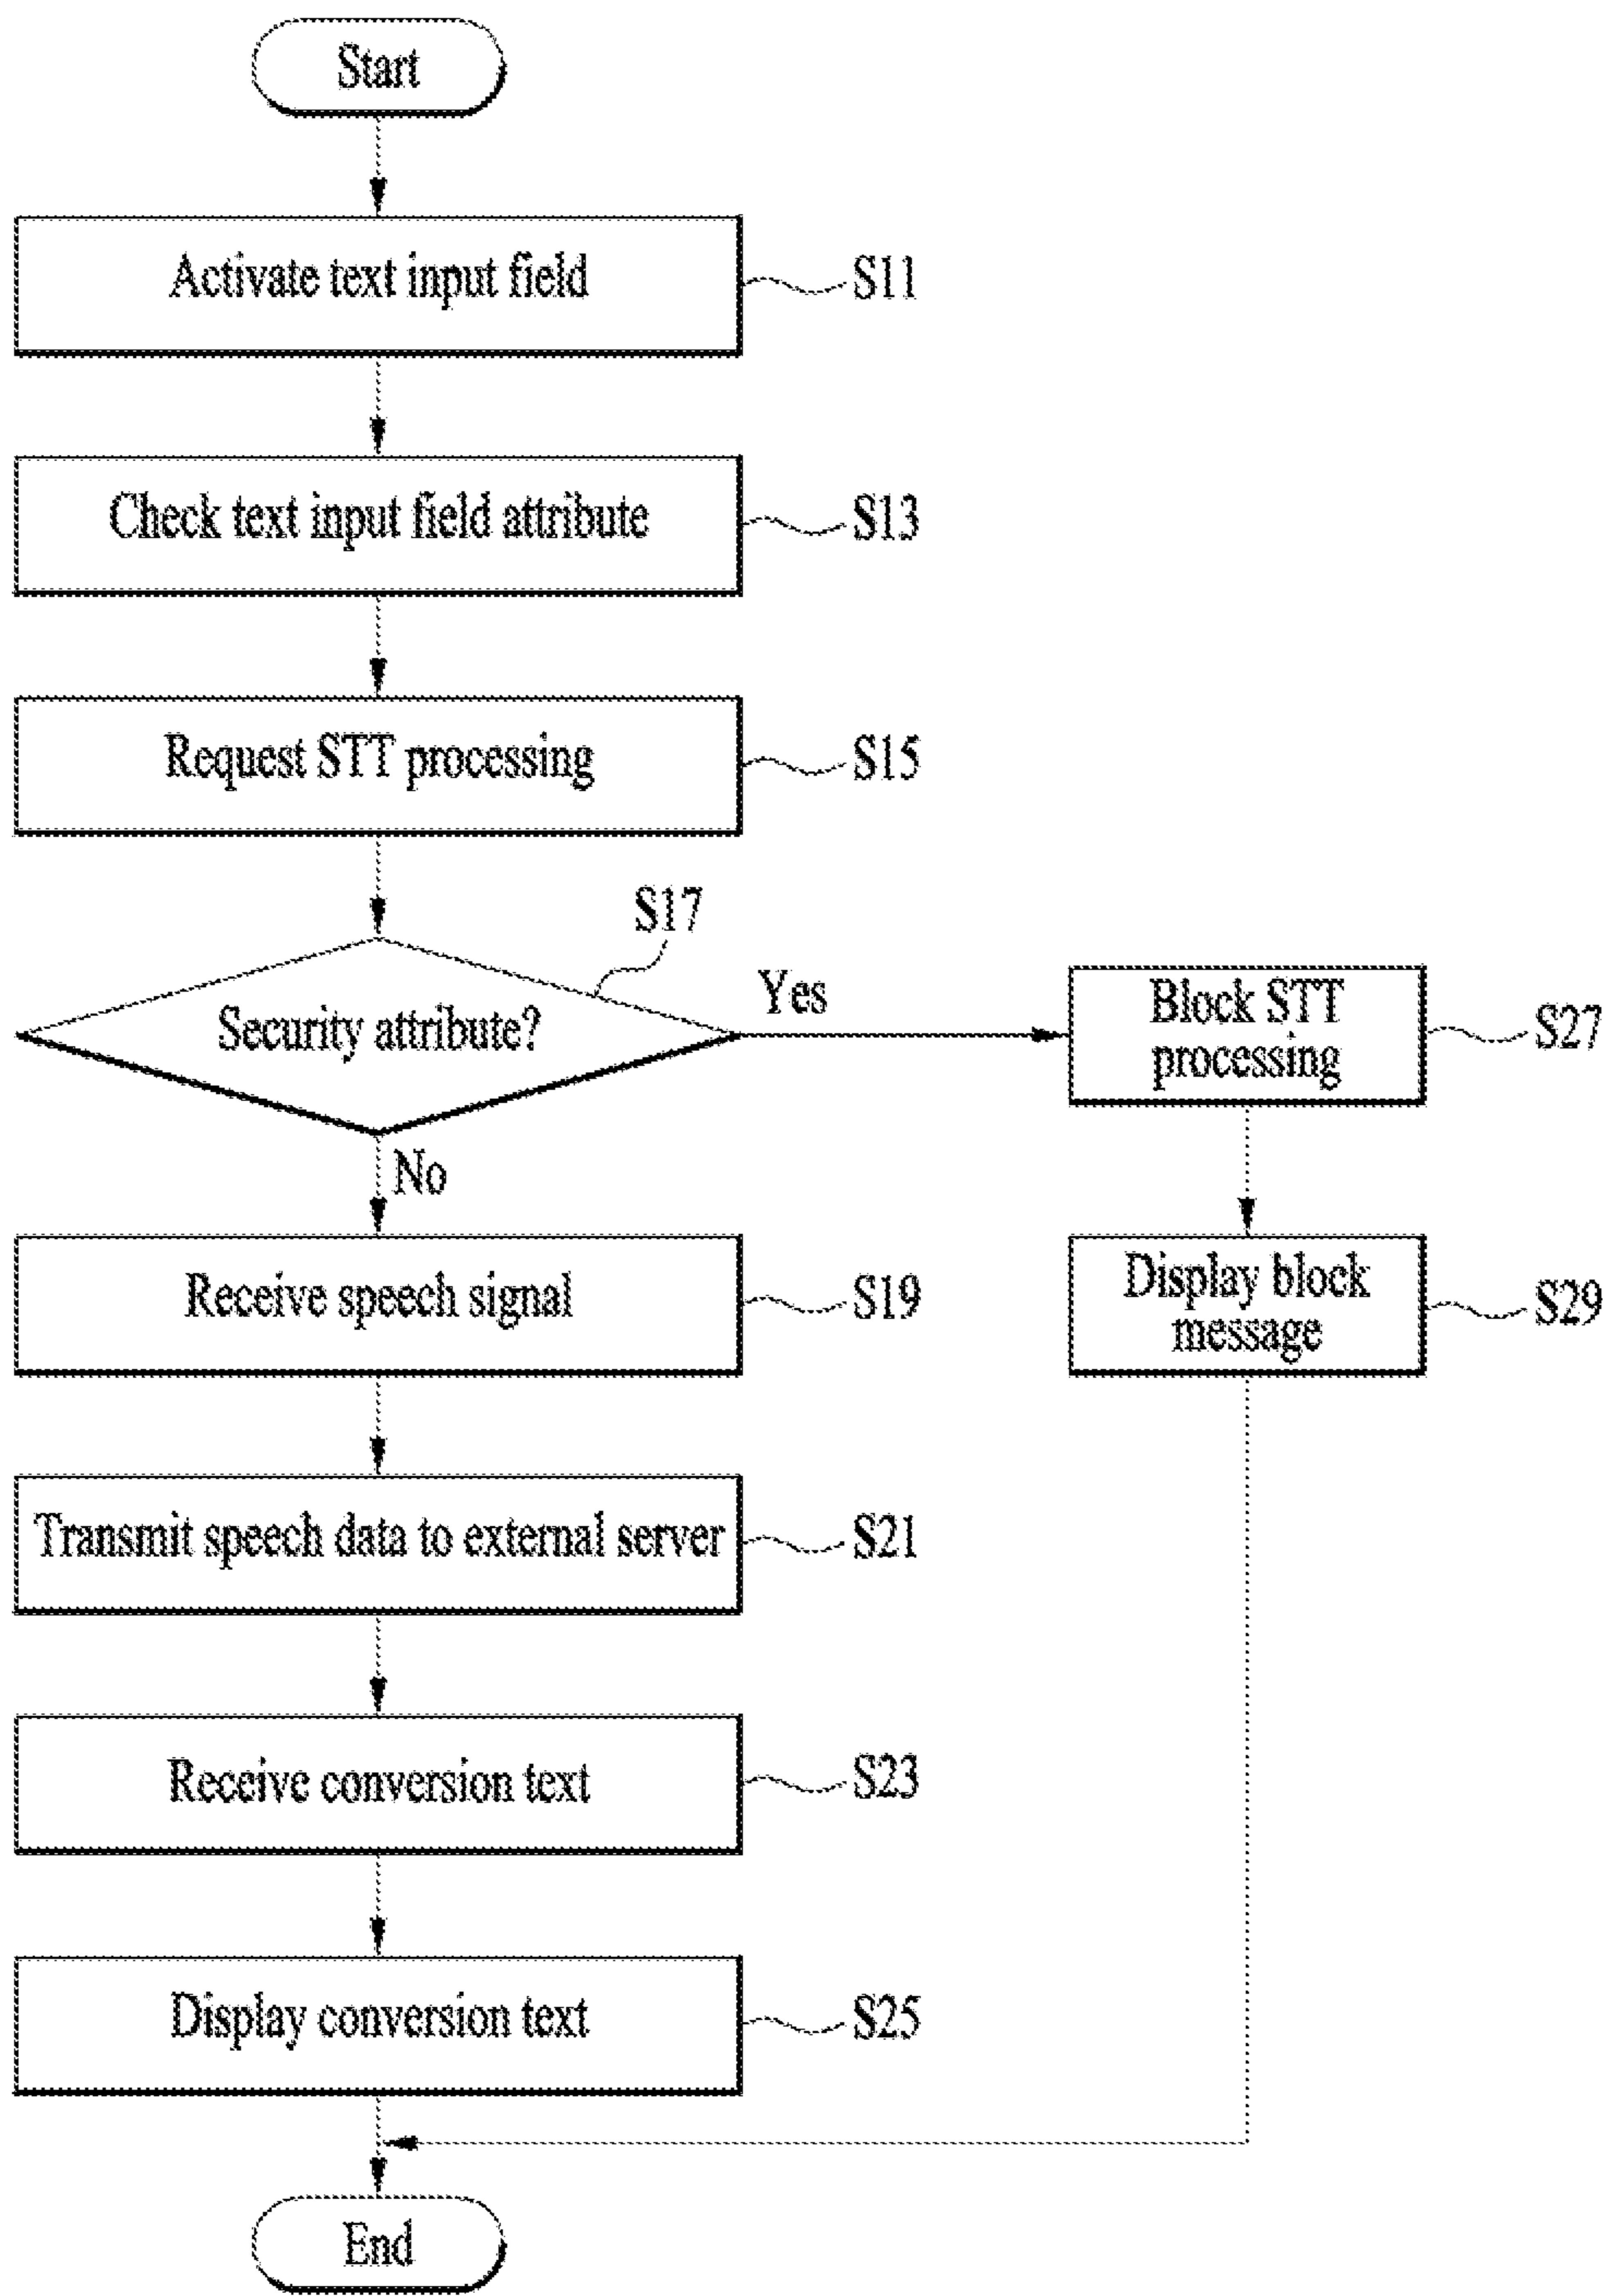 Start
Activate text input field
S11
Check text input field attribute
S13
Request STT processing
S15
S17
Security attribute?
Yes
Block STT
processing
S27
No
Receive speech signal
S19
Display block
message
S29
Transmit speech data to external server
S21
Receive conversion text
S23
Display conversion text
S25
End